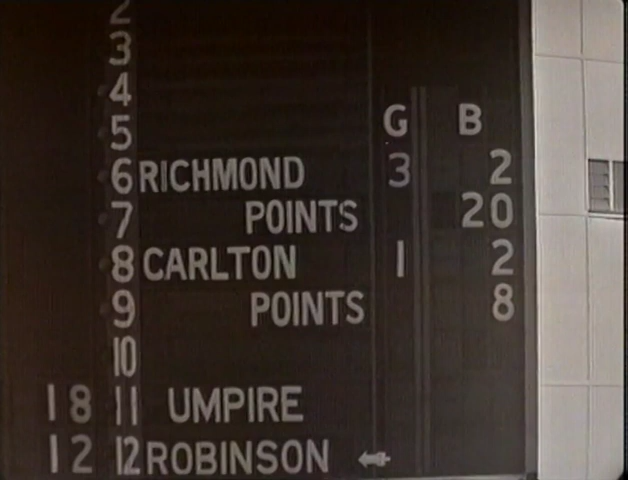 2
3
4
5 G B
6 RICHMOND 3 2
7 POINTS 20
8 CARLTON 1 2
9 POINTS 8
10
18 11 UMPIRE
12 12 ROBINSON